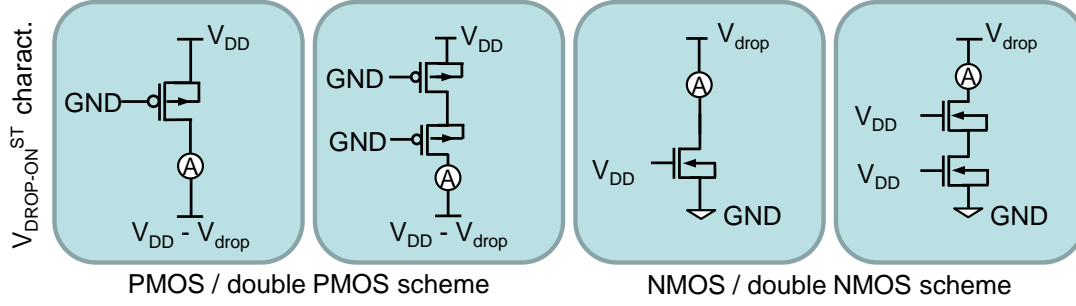 V_DROP-ON^ST charact.
V_DD
GND
A
V_DD - V_drop
V_DD
GND
GND
A
V_DD - V_drop
V_drop
A
V_DD
GND
V_drop
A
V_DD
V_DD
GND
PMOS / double PMOS scheme
NMOS / double NMOS scheme